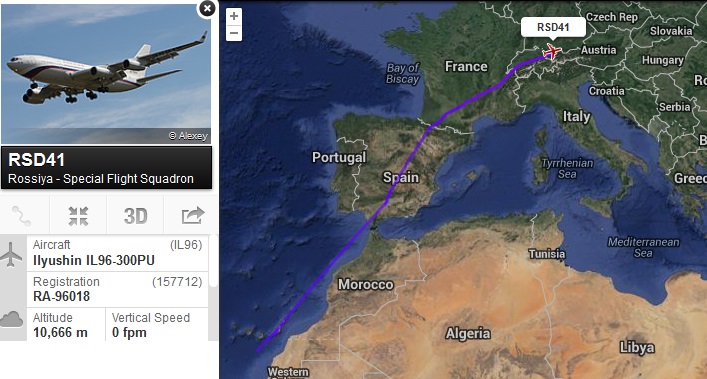 © Alexey
RSD41
Rossiya - Special Flight Squadron
3D
Aircraft (IL96)
Ilyushin IL96-300PU
Registration (157712)
RA-96018
Altitude Vertical Speed
10,666 m 0 fpm
+
−
RSD41
Czech Rep
Slovakia
Austria
Hungary
France
Bay of
Biscay
Croatia
Serbia
Italy
Portugal
Spain
Tyrrhenian
Sea
Greec
Tunisia
Mediterranean
Sea
Morocco
Algeria
Libya
Western